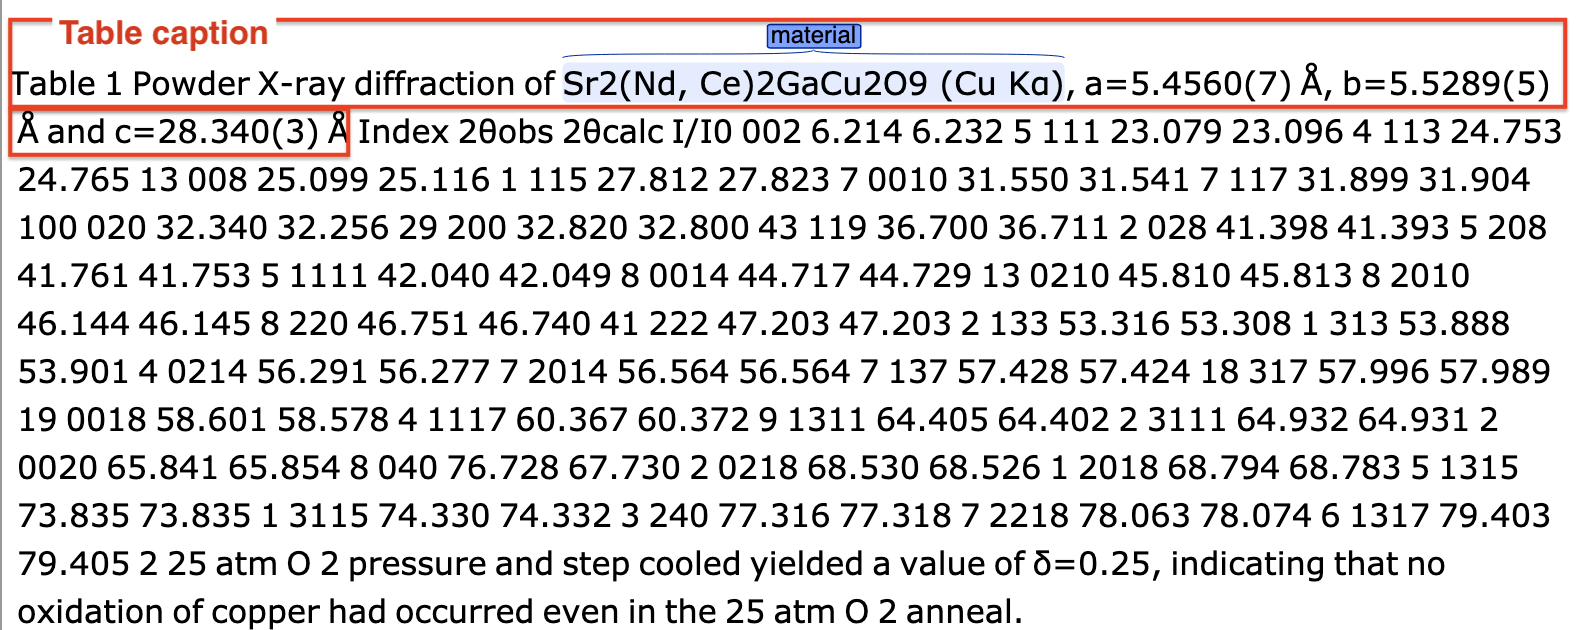 Table caption
material
Table 1 Powder X-ray diffraction of Sr2(Nd, Ce)2GaCu2O9 (Cu Kα), a=5.4560(7) Å, b=5.5289(5)
Å and c=28.340(3) Å Index 2θobs 2θcalc I/I0 002 6.214 6.232 5 111 23.079 23.096 4 113 24.753
24.765 13 008 25.099 25.116 1 115 27.812 27.823 7 0010 31.550 31.541 7 117 31.899 31.904
100 020 32.340 32.256 29 200 32.820 32.800 43 119 36.700 36.711 2 028 41.398 41.393 5 208
41.761 41.753 5 1111 42.040 42.049 8 0014 44.717 44.729 13 0210 45.810 45.813 8 2010
46.144 46.145 8 220 46.751 46.740 41 222 47.203 47.203 2 133 53.316 53.308 1 313 53.888
53.901 4 0214 56.291 56.277 7 2014 56.564 56.564 7 137 57.428 57.424 18 317 57.996 57.989
19 0018 58.601 58.578 4 1117 60.367 60.372 9 1311 64.405 64.402 2 3111 64.932 64.931 2
0020 65.841 65.854 8 040 76.728 67.730 2 0218 68.530 68.526 1 2018 68.794 68.783 5 1315
73.835 73.835 1 3115 74.330 74.332 3 240 77.316 77.318 7 2218 78.063 78.074 6 1317 79.403
79.405 2 25 atm O 2 pressure and step cooled yielded a value of δ=0.25, indicating that no
oxidation of copper had occurred even in the 25 atm O 2 anneal.